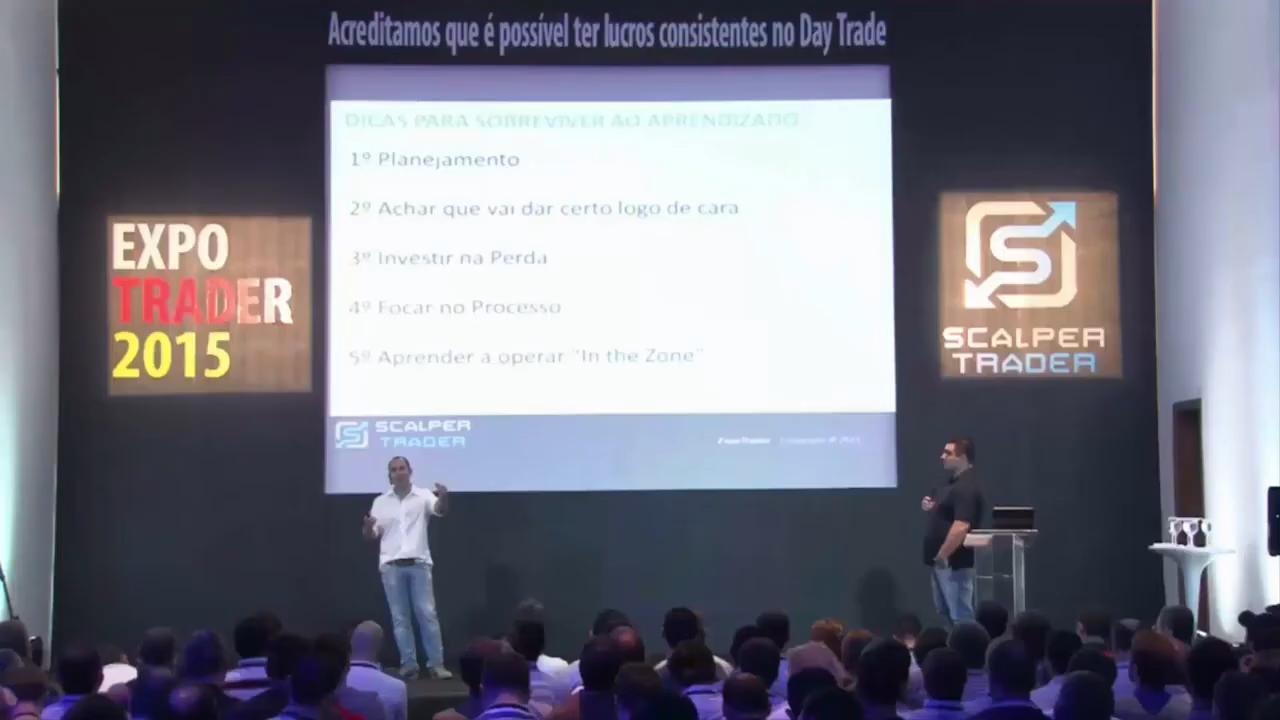 Acreditamos que é possível ter lucros consistentes no Day Trade
DICAS PARA SOBREVIVER AO APRENDIZADO
1º Planejamento
2º Achar que vai dar certo logo de cara
3º Investir na Perda
4º Focar no Processo
5º Aprender a operar "In the Zone"
SCALPER
TRADER
EXPO
TRADER
2015
SCALPER
TRADER